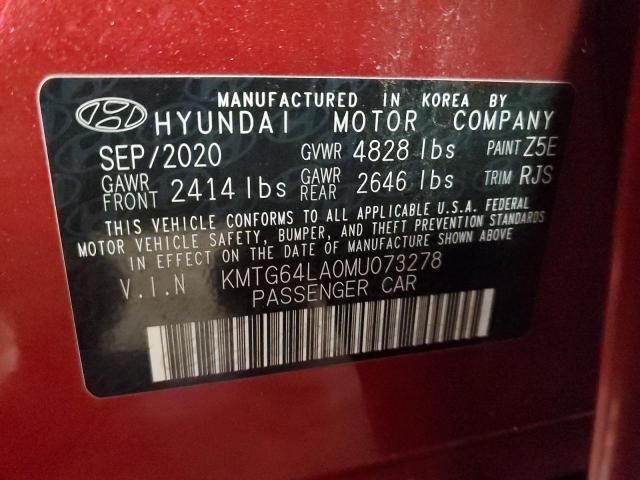 MANUFACTURED IN KOREA BY
HYUNDAI MOTOR COMPANY
SEP/2020 GVWR 4828 lbs PAINT Z5E
GAWR FRONT 2414 lbs GAWR REAR 2646 lbs TRIM RJS
THIS VEHICLE CONFORMS TO ALL APPLICABLE U.S.A. FEDERAL
MOTOR VEHICLE SAFETY, BUMPER, AND THEFT PREVENTION STANDARDS
IN EFFECT ON THE DATE OF MANUFACTURE SHOWN ABOVE
V.I.N KMTG64LA0MU073278
PASSENGER CAR